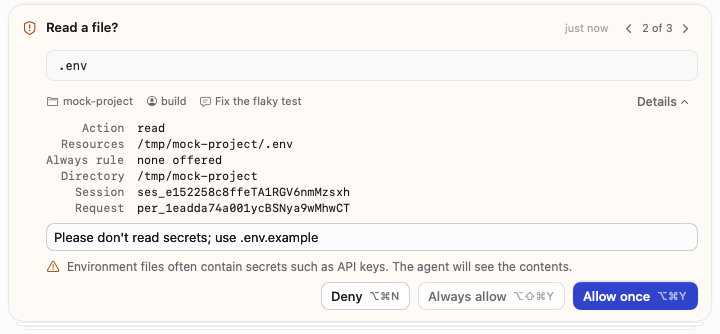 Read a file?
just now 2 of 3
.env
mock-project build Fix the flaky test Details
Action read
Resources /tmp/mock-project/.env
Always rule none offered
Directory /tmp/mock-project
Session ses_e152258c8ffeTA1RGV6nmMzsxh
Request per_1eadda74a001ycBSNya9wMhwCT
Please don't read secrets; use .env.example
Environment files often contain secrets such as API keys. The agent will see the contents.
Deny ⌥⌘N Always allow ⌥⇧⌘Y Allow once ⌥⌘Y